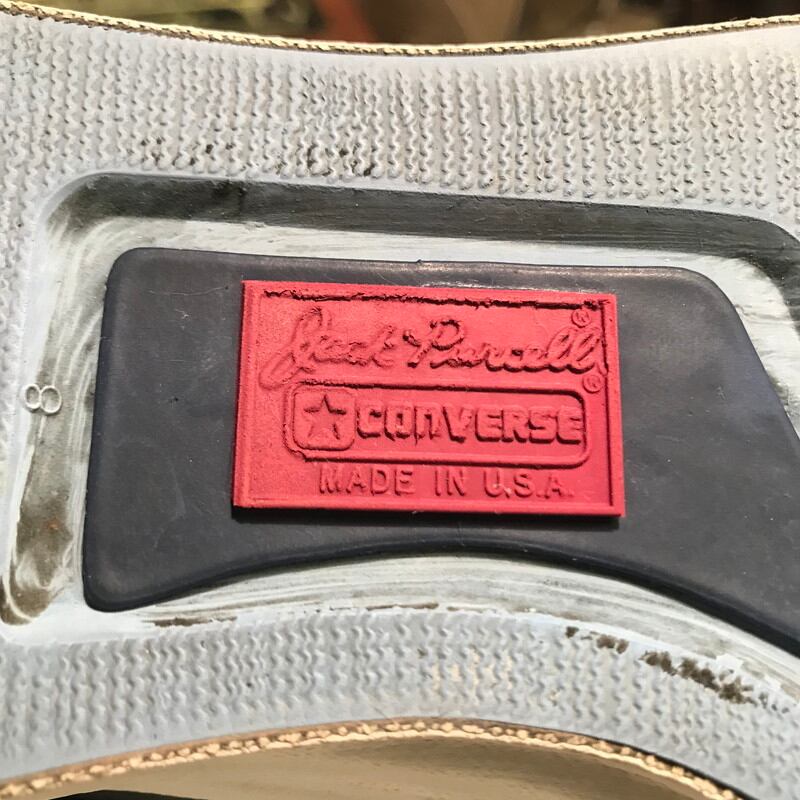 Jack Purcell®
®
CONVERSE
MADE IN U.S.A.
8